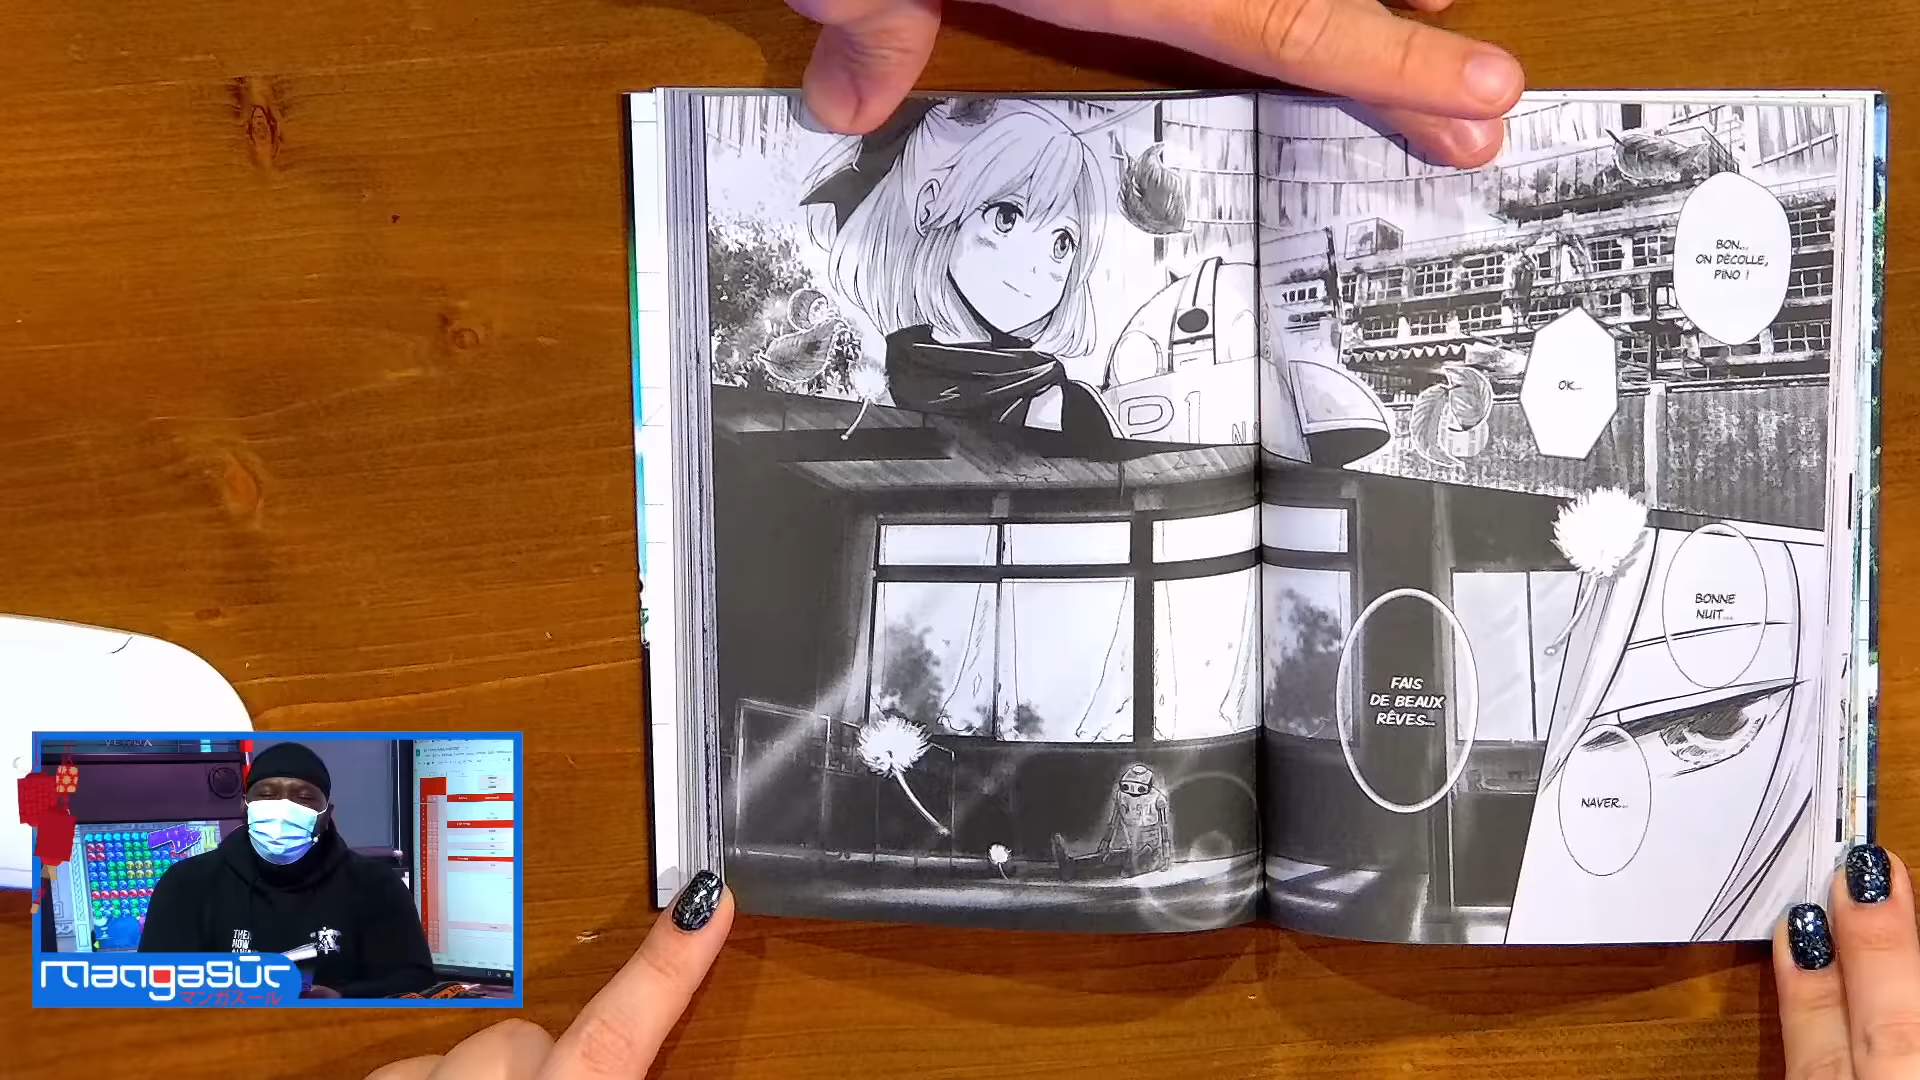 BON...
ON DÉCOLLE,
PINO !
OK...
P1
BONNE
NUIT...
FAIS
DE BEAUX
RÊVES...
NAVER...
mangasūr
マンガスール